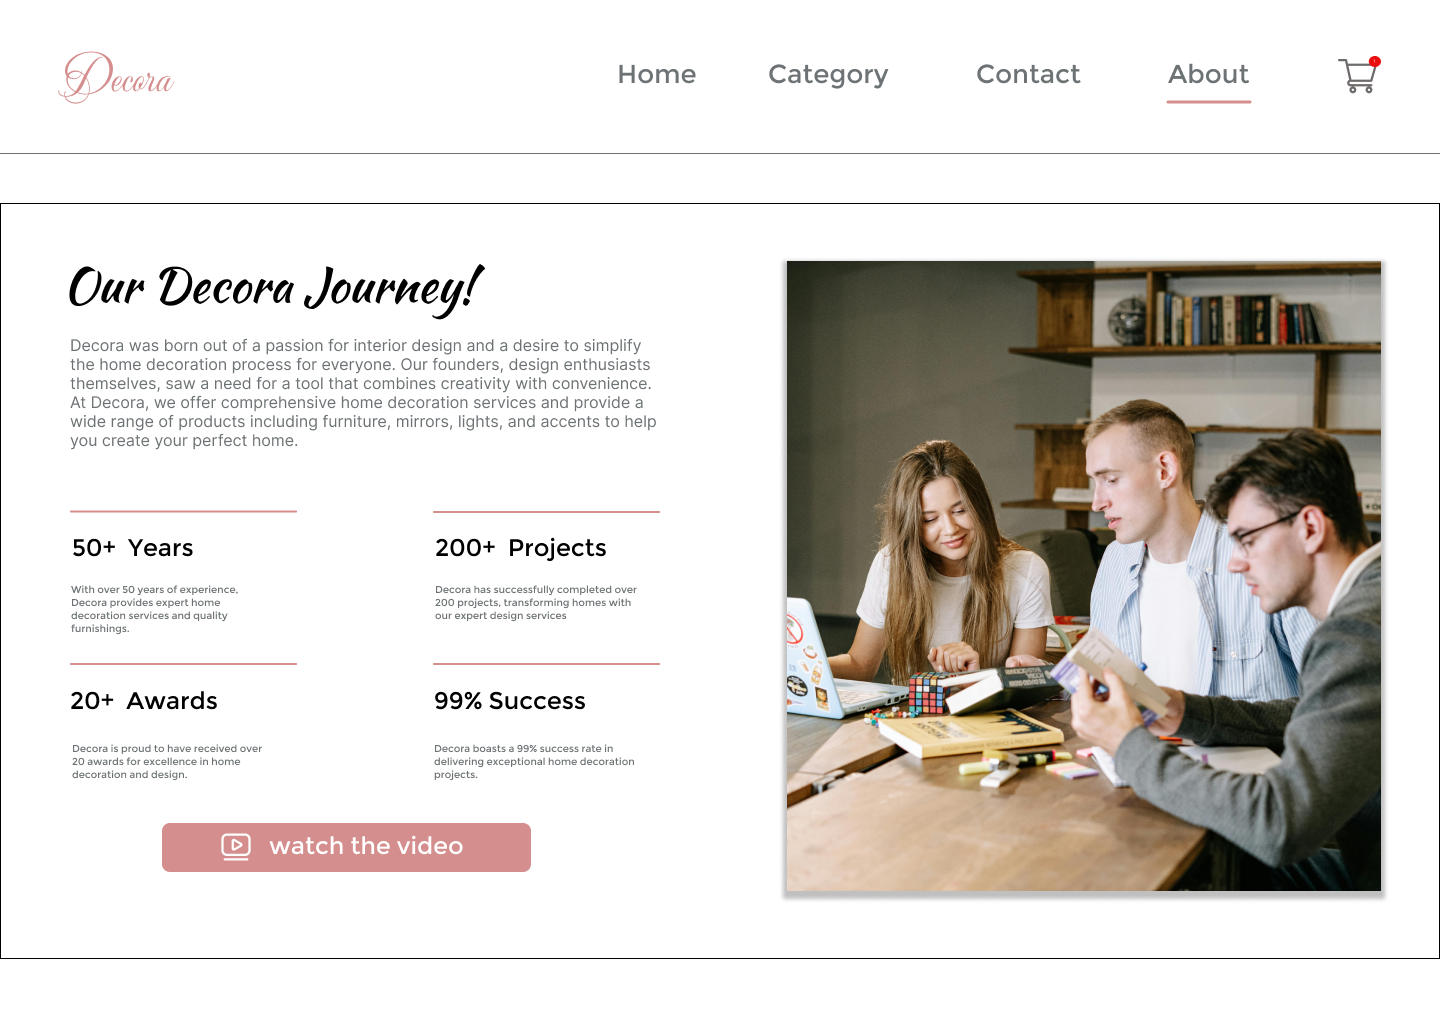 Decora
Home
Category
Contact
About
Our Decora Journey!
Decora was born out of a passion for interior design and a desire to simplify
the home decoration process for everyone. Our founders, design enthusiasts
themselves, saw a need for a tool that combines creativity with convenience.
At Decora, we offer comprehensive home decoration services and provide a
wide range of products including furniture, mirrors, lights, and accents to help
you create your perfect home.
50+ Years
With over 50 years of experience,
Decora provides expert home
decoration services and quality
furnishings.
200+ Projects
Decora has successfully completed over
200 projects, transforming homes with
our expert design services
20+ Awards
Decora is proud to have received over
20 awards for excellence in home
decoration and design.
99% Success
Decora boasts a 99% success rate in
delivering exceptional home decoration
projects.
watch the video